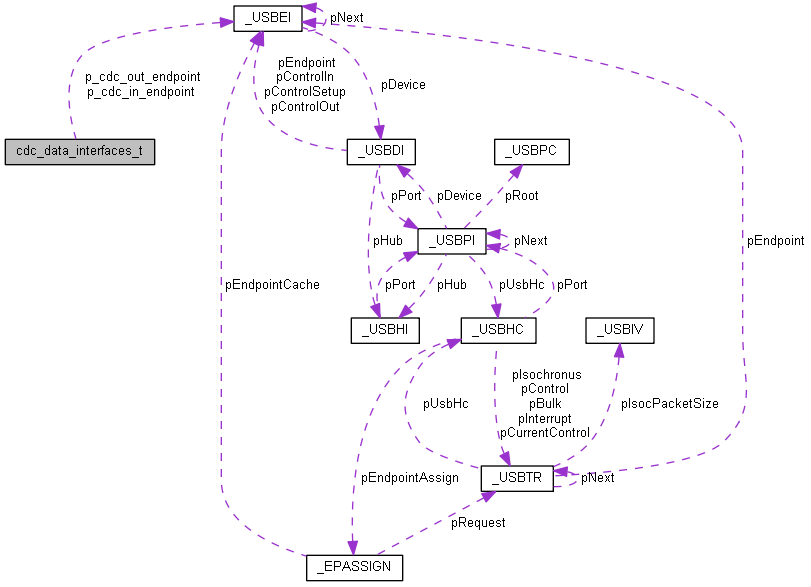 _USBEI
pNext
p_cdc_out_endpoint
p_cdc_in_endpoint
pEndpoint
pControlIn
pControlSetup
pControlOut
pDevice
cdc_data_interfaces_t
_USBDI
_USBPC
pPort
pDevice
pRoot
pHub
_USBPI
pNext
pEndpoint
pEndpointCache
pPort
pHub
pUsbHc
pPort
_USBHI
_USBHC
_USBIV
pIsochronus
pControl
pBulk
pInterrupt
pCurrentControl
pUsbHc
pIsocPacketSize
pEndpointAssign
_USBTR
pNext
pRequest
_EPASSIGN